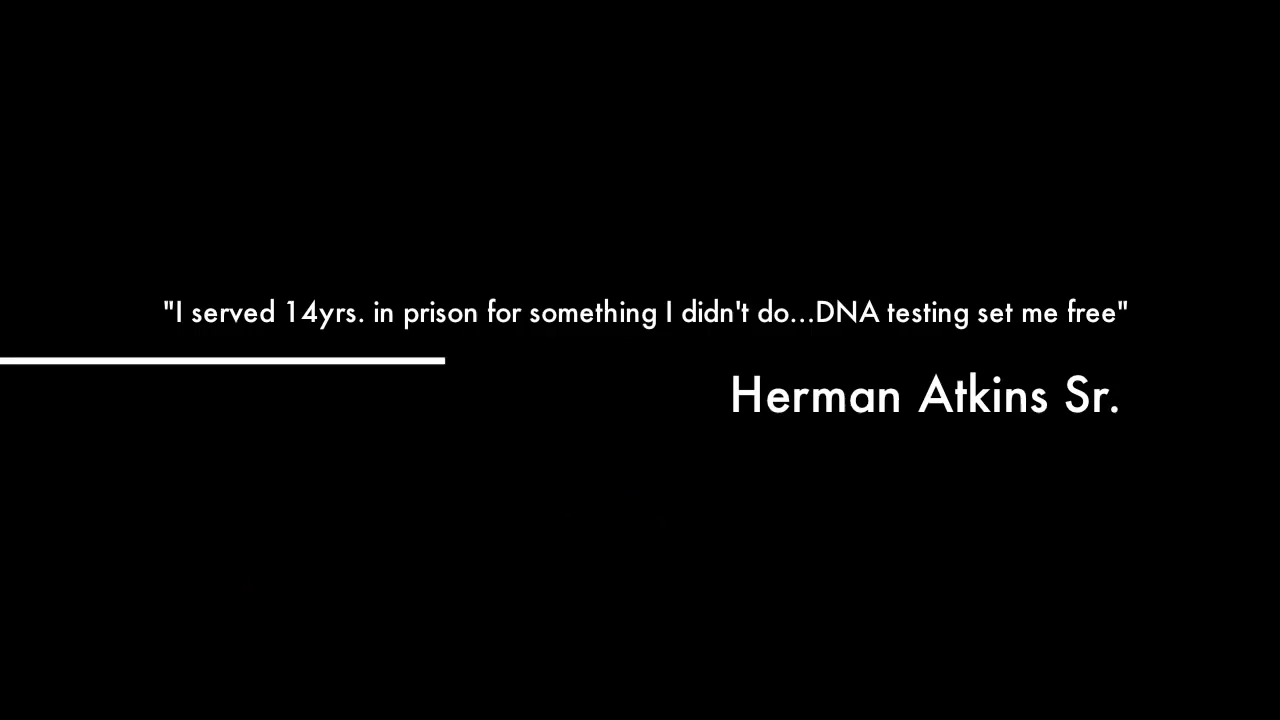 "I served 14yrs. in prison for something I didn't do...DNA testing set me free"
Herman Atkins Sr.